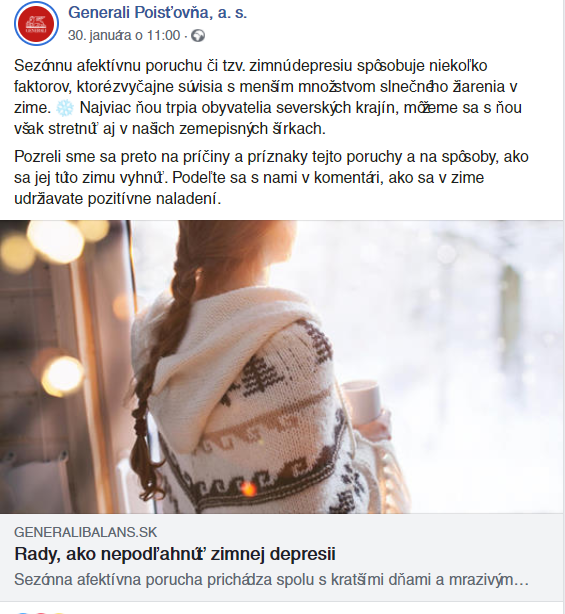 Generali Poisťovňa, a. s.
30. januára o 11:00 ·
Sezónnu afektívnu poruchu či tzv. zimnú depresiu spôsobuje niekoľko
faktorov, ktoré zvyčajne súvisia s menším množstvom slnečného žiarenia v
zime. ❄️ Najviac ňou trpia obyvatelia severských krajín, môžeme sa s ňou
však stretnúť aj v našich zemepisných šírkach.
Pozreli sme sa preto na príčiny a príznaky tejto poruchy a na spôsoby, ako
sa jej túto zimu vyhnúť. Podeľte sa s nami v komentári, ako sa v zime
udržiavate pozitívne naladení.
GENERALIBALANS.SK
Rady, ako nepodľahnúť zimnej depresii
Sezónna afektívna porucha prichádza spolu s kratšími dňami a mrazivým…